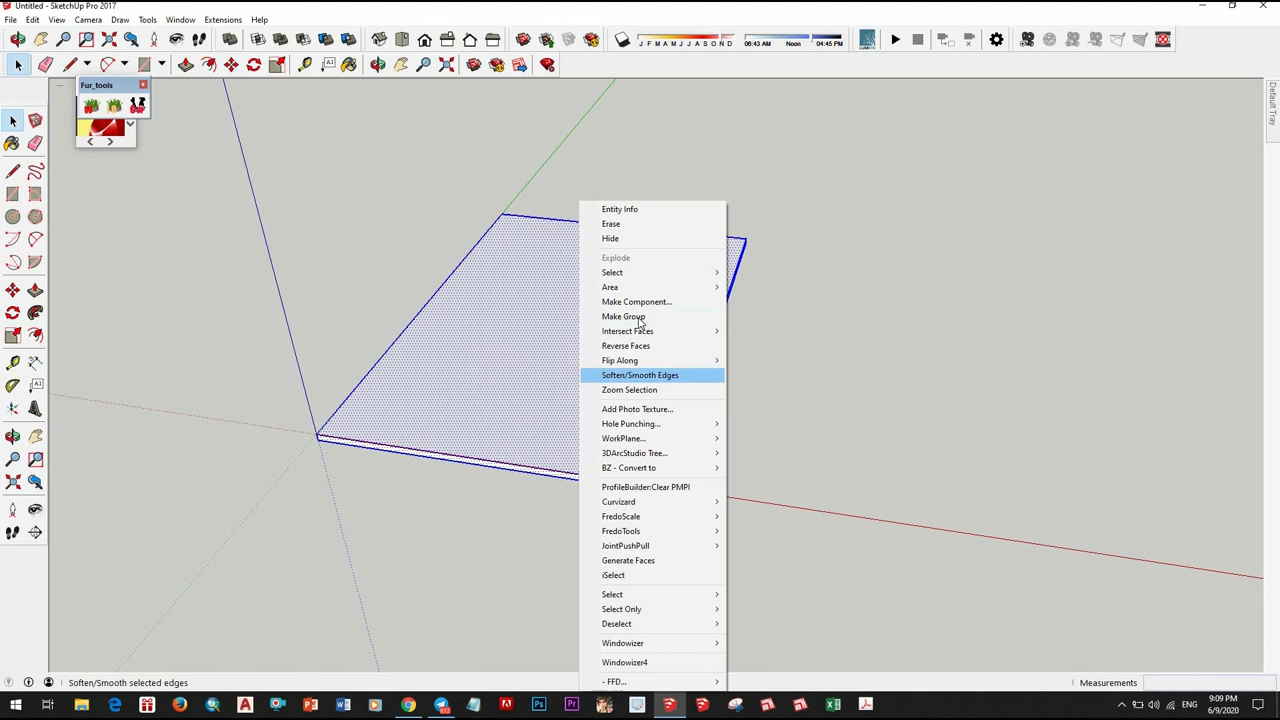 Untitled - SketchUp Pro 2017
File Edit View Camera Draw Tools Window Extensions Help
J F M A M J J A S O N D 06:43 AM Noon 04:45 PM
Fur_tools
Default Tray
Entity Info
Erase
Hide
Explode
Select
Area
Make Component...
Make Group
Intersect Faces
Reverse Faces
Flip Along
Soften/Smooth Edges
Zoom Selection
Add Photo Texture...
Hole Punching...
WorkPlane...
3DArcStudio Tree...
BZ - Convert to
ProfileBuilder:Clear PMPI
Curvizard
FredoScale
FredoTools
JointPushPull
Generate Faces
iSelect
Select
Select Only
Deselect
Windowizer
Windowizer4
- FFD...
Soften/Smooth selected edges
Measurements
9:09 PM
6/9/2020